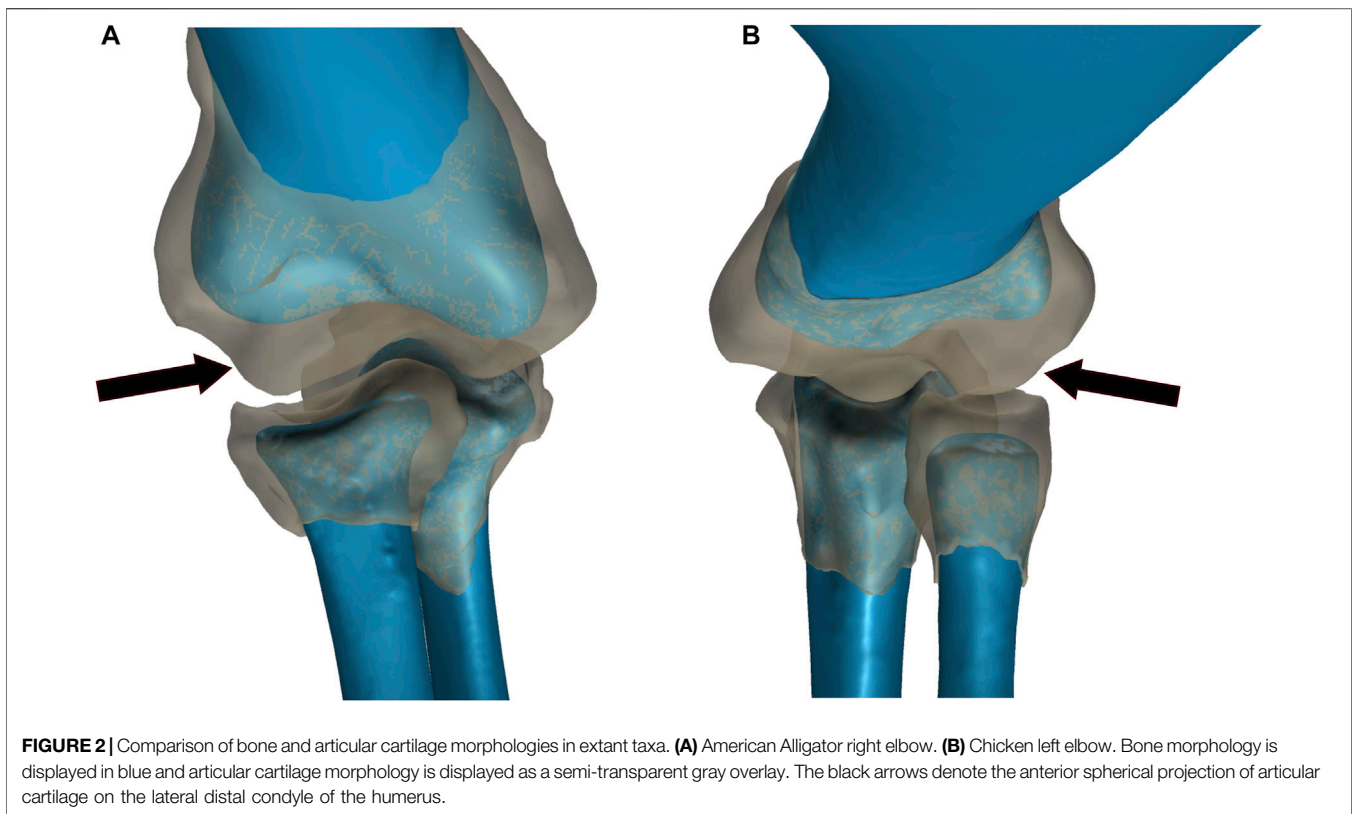 A
B
FIGURE 2 | Comparison of bone and articular cartilage morphologies in extant taxa. (A) American Alligator right elbow. (B) Chicken left elbow. Bone morphology is
displayed in blue and articular cartilage morphology is displayed as a semi-transparent gray overlay. The black arrows denote the anterior spherical projection of articular
cartilage on the lateral distal condyle of the humerus.